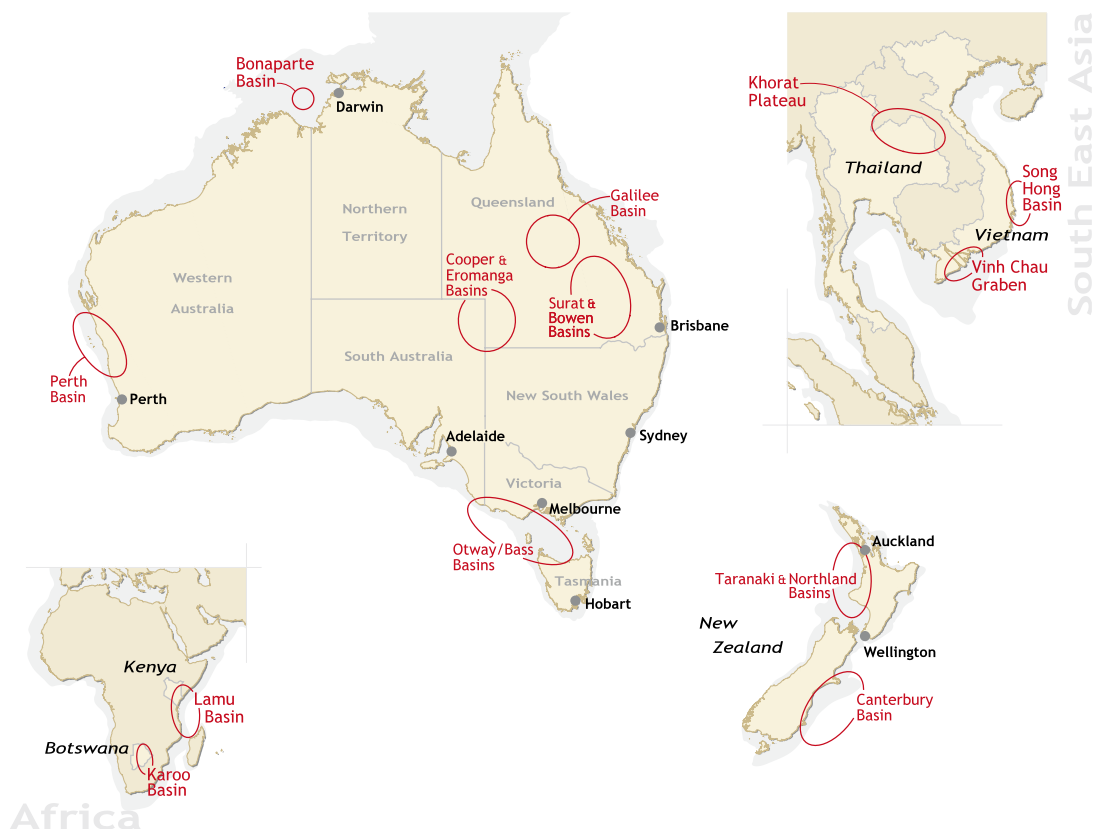 Bonaparte
Basin
Darwin
Northern
Territory
Queensland
Galilee
Basin
Cooper &
Eromanga
Basins
Surat &
Bowen
Basins
Brisbane
Western
Australia
South Australia
Perth
Basin
Perth
New South Wales
Adelaide
Sydney
Victoria
Melbourne
Otway/Bass
Basins
Tasmania
Hobart
Khorat
Plateau
Thailand
Song
Hong
Basin
Vietnam
Vinh Chau
Graben
South East Asia
Auckland
Taranaki & Northland
Basins
New
Zealand
Wellington
Canterbury
Basin
Kenya
Lamu
Basin
Botswana
Karoo
Basin
Africa